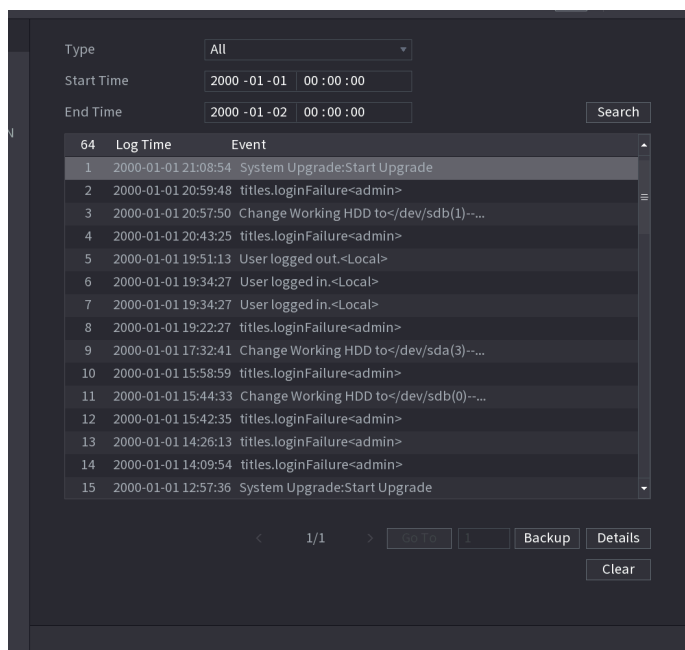 Type All
Start Time 2000 -01 -01 00 : 00 : 00
End Time 2000 -01 -02 00 : 00 : 00 Search
N
64 Log Time Event
1 2000-01-01 21:08:54 System Upgrade:Start Upgrade
2 2000-01-01 20:59:48 titles.loginFailure<admin>
3 2000-01-01 20:57:50 Change Working HDD to</dev/sdb(1)--...
4 2000-01-01 20:43:25 titles.loginFailure<admin>
5 2000-01-01 19:51:13 User logged out.<Local>
6 2000-01-01 19:34:27 User logged in.<Local>
7 2000-01-01 19:34:27 User logged in.<Local>
8 2000-01-01 19:22:27 titles.loginFailure<admin>
9 2000-01-01 17:32:41 Change Working HDD to</dev/sda(3)--...
10 2000-01-01 15:58:59 titles.loginFailure<admin>
11 2000-01-01 15:44:33 Change Working HDD to</dev/sdb(0)--...
12 2000-01-01 15:42:35 titles.loginFailure<admin>
13 2000-01-01 14:26:13 titles.loginFailure<admin>
14 2000-01-01 14:09:54 titles.loginFailure<admin>
15 2000-01-01 12:57:36 System Upgrade:Start Upgrade
< 1/1 > Go To 1 Backup Details
Clear